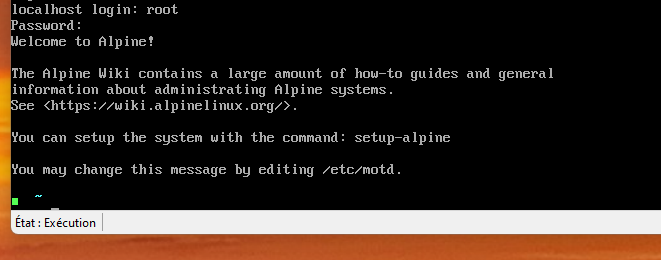 localhost login: root
Password:
Welcome to Alpine!
The Alpine Wiki contains a large amount of how-to guides and general
information about administrating Alpine systems.
See <https://wiki.alpinelinux.org/>.
You can setup the system with the command: setup-alpine
You may change this message by editing /etc/motd.
■ ~ _
État : Exécution